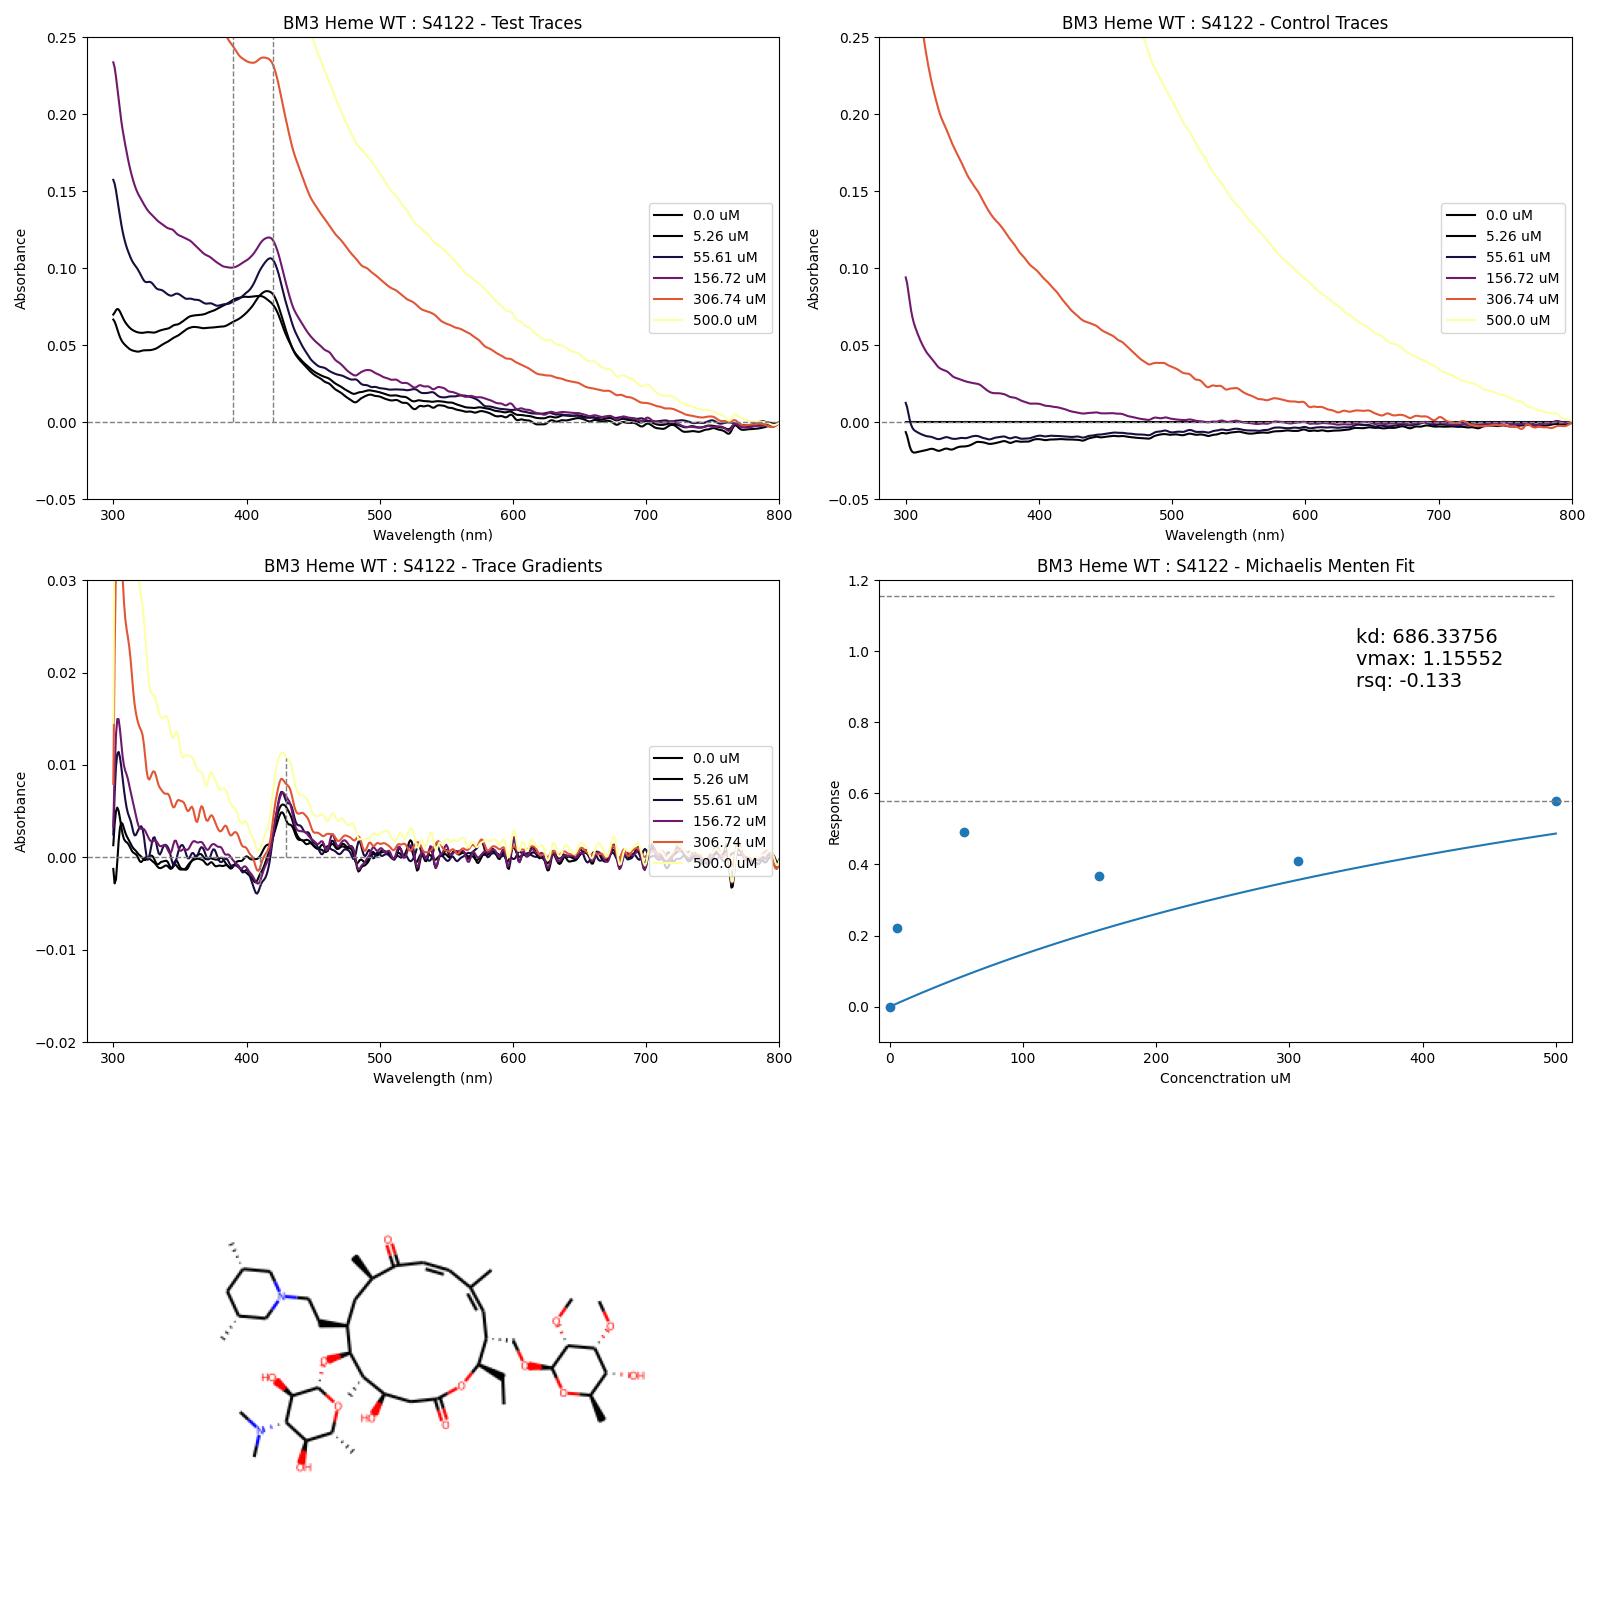 BM3 Heme WT : S4122 - Test Traces
0.25
0.20
0.15
0.10
0.05
0.00
−0.05
Absorbance
300
400
500
600
700
800
Wavelength (nm)
0.0 uM
5.26 uM
55.61 uM
156.72 uM
306.74 uM
500.0 uM
BM3 Heme WT : S4122 - Control Traces
0.25
0.20
0.15
0.10
0.05
0.00
−0.05
Absorbance
300
400
500
600
700
800
Wavelength (nm)
0.0 uM
5.26 uM
55.61 uM
156.72 uM
306.74 uM
500.0 uM
BM3 Heme WT : S4122 - Trace Gradients
0.03
0.02
0.01
0.00
−0.01
−0.02
Absorbance
300
400
500
600
700
800
Wavelength (nm)
0.0 uM
5.26 uM
55.61 uM
156.72 uM
306.74 uM
500.0 uM
BM3 Heme WT : S4122 - Michaelis Menten Fit
1.2
1.0
0.8
0.6
0.4
0.2
0.0
Response
kd: 686.33756
vmax: 1.15552
rsq: -0.133
0
100
200
300
400
500
Concenctration uM
O
N
O
O
O
O
OH
O
HO
O
O
HO
O
N
OH